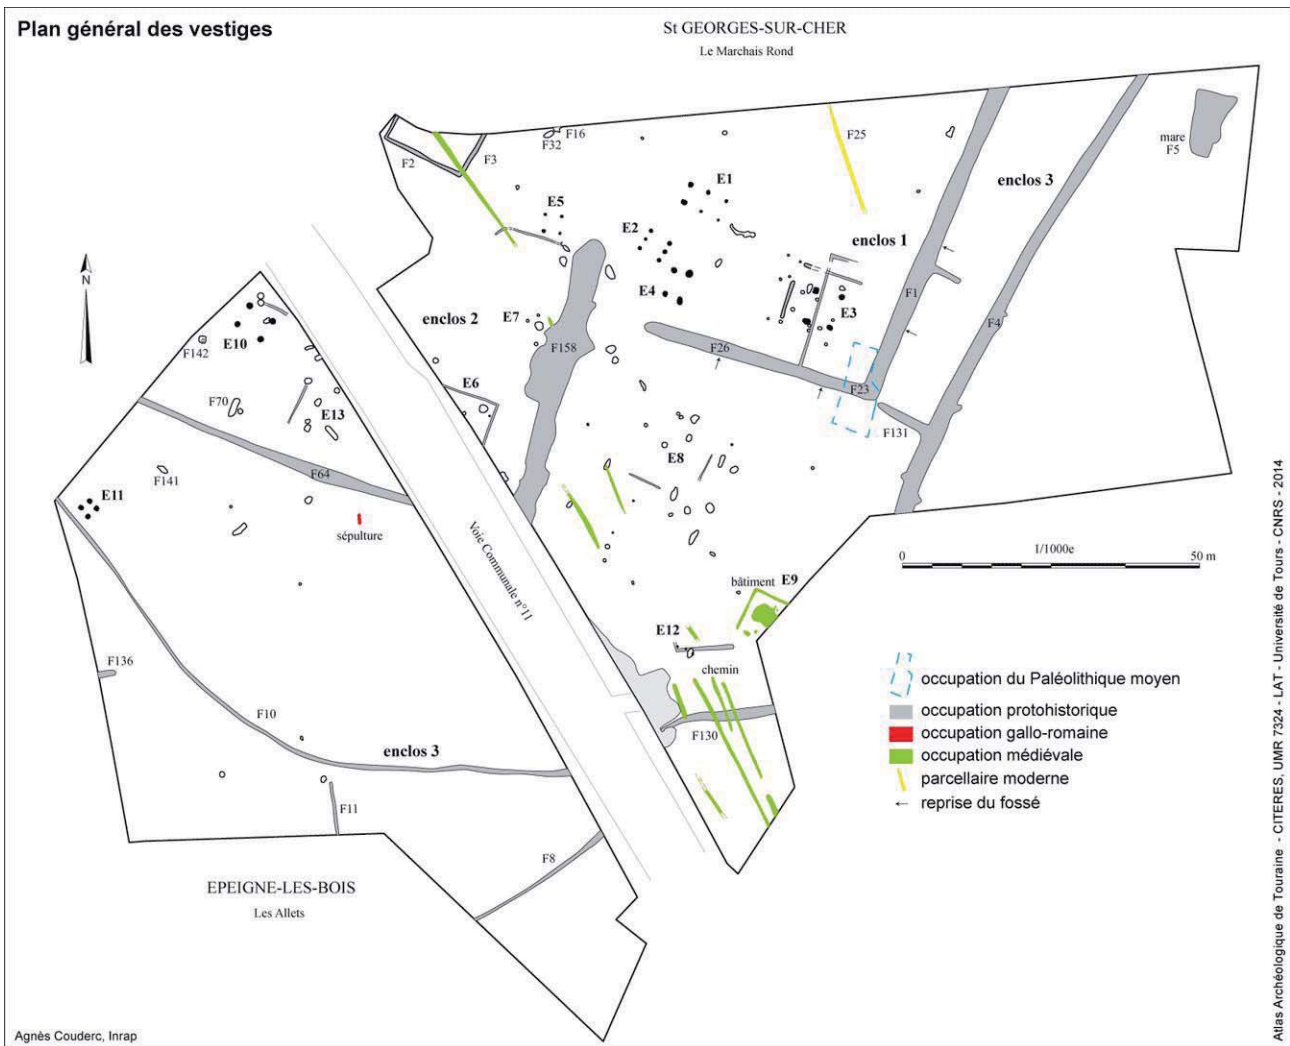 Plan général des vestiges
St GEORGES-SUR-CHER
Le Marchais Rond
F2
F3
F32
F16
F25
mare
F5
enclos 3
E1
E5
E2
enclos 1
N
E4
E3
F1
F4
enclos 2
E7
F158
F26
F23
F131
E10
F142
E6
F70
E13
F64
E8
F141
E11
sépulture
Voie Communale n°11
0
1/1000e
50 m
bâtiment
E9
E12
chemin
F136
F10
F130
enclos 3
F11
F8
occupation du Paléolithique moyen
occupation protohistorique
occupation gallo-romaine
occupation médiévale
parcellaire moderne
reprise du fossé
EPEIGNE-LES-BOIS
Les Allets
Agnès Couderc, Inrap
Atlas Archéologique de Touraine - CITERES, UMR 7324 - LAT - Université de Tours - CNRS - 2014